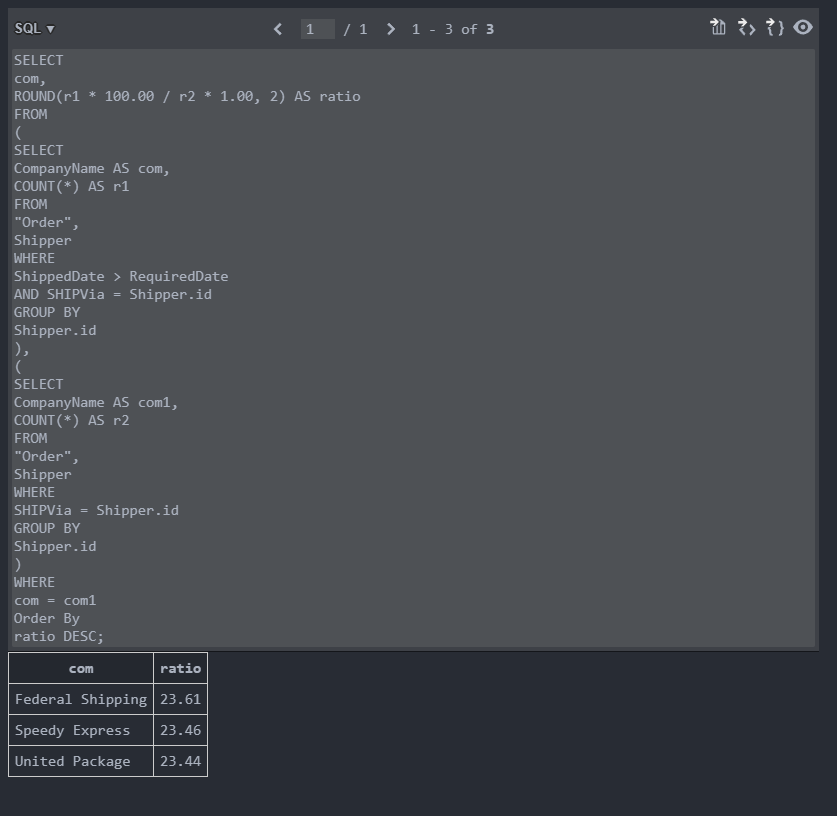 SQL ▼
1 / 1 1 - 3 of 3
SELECT
com,
ROUND(r1 * 100.00 / r2 * 1.00, 2) AS ratio
FROM
(
SELECT
CompanyName AS com,
COUNT(*) AS r1
FROM
"Order",
Shipper
WHERE
ShippedDate > RequiredDate
AND SHIPVia = Shipper.id
GROUP BY
Shipper.id
),
(
SELECT
CompanyName AS com1,
COUNT(*) AS r2
FROM
"Order",
Shipper
WHERE
SHIPVia = Shipper.id
GROUP BY
Shipper.id
)
WHERE
com = com1
Order By
ratio DESC;
com ratio
Federal Shipping 23.61
Speedy Express 23.46
United Package 23.44